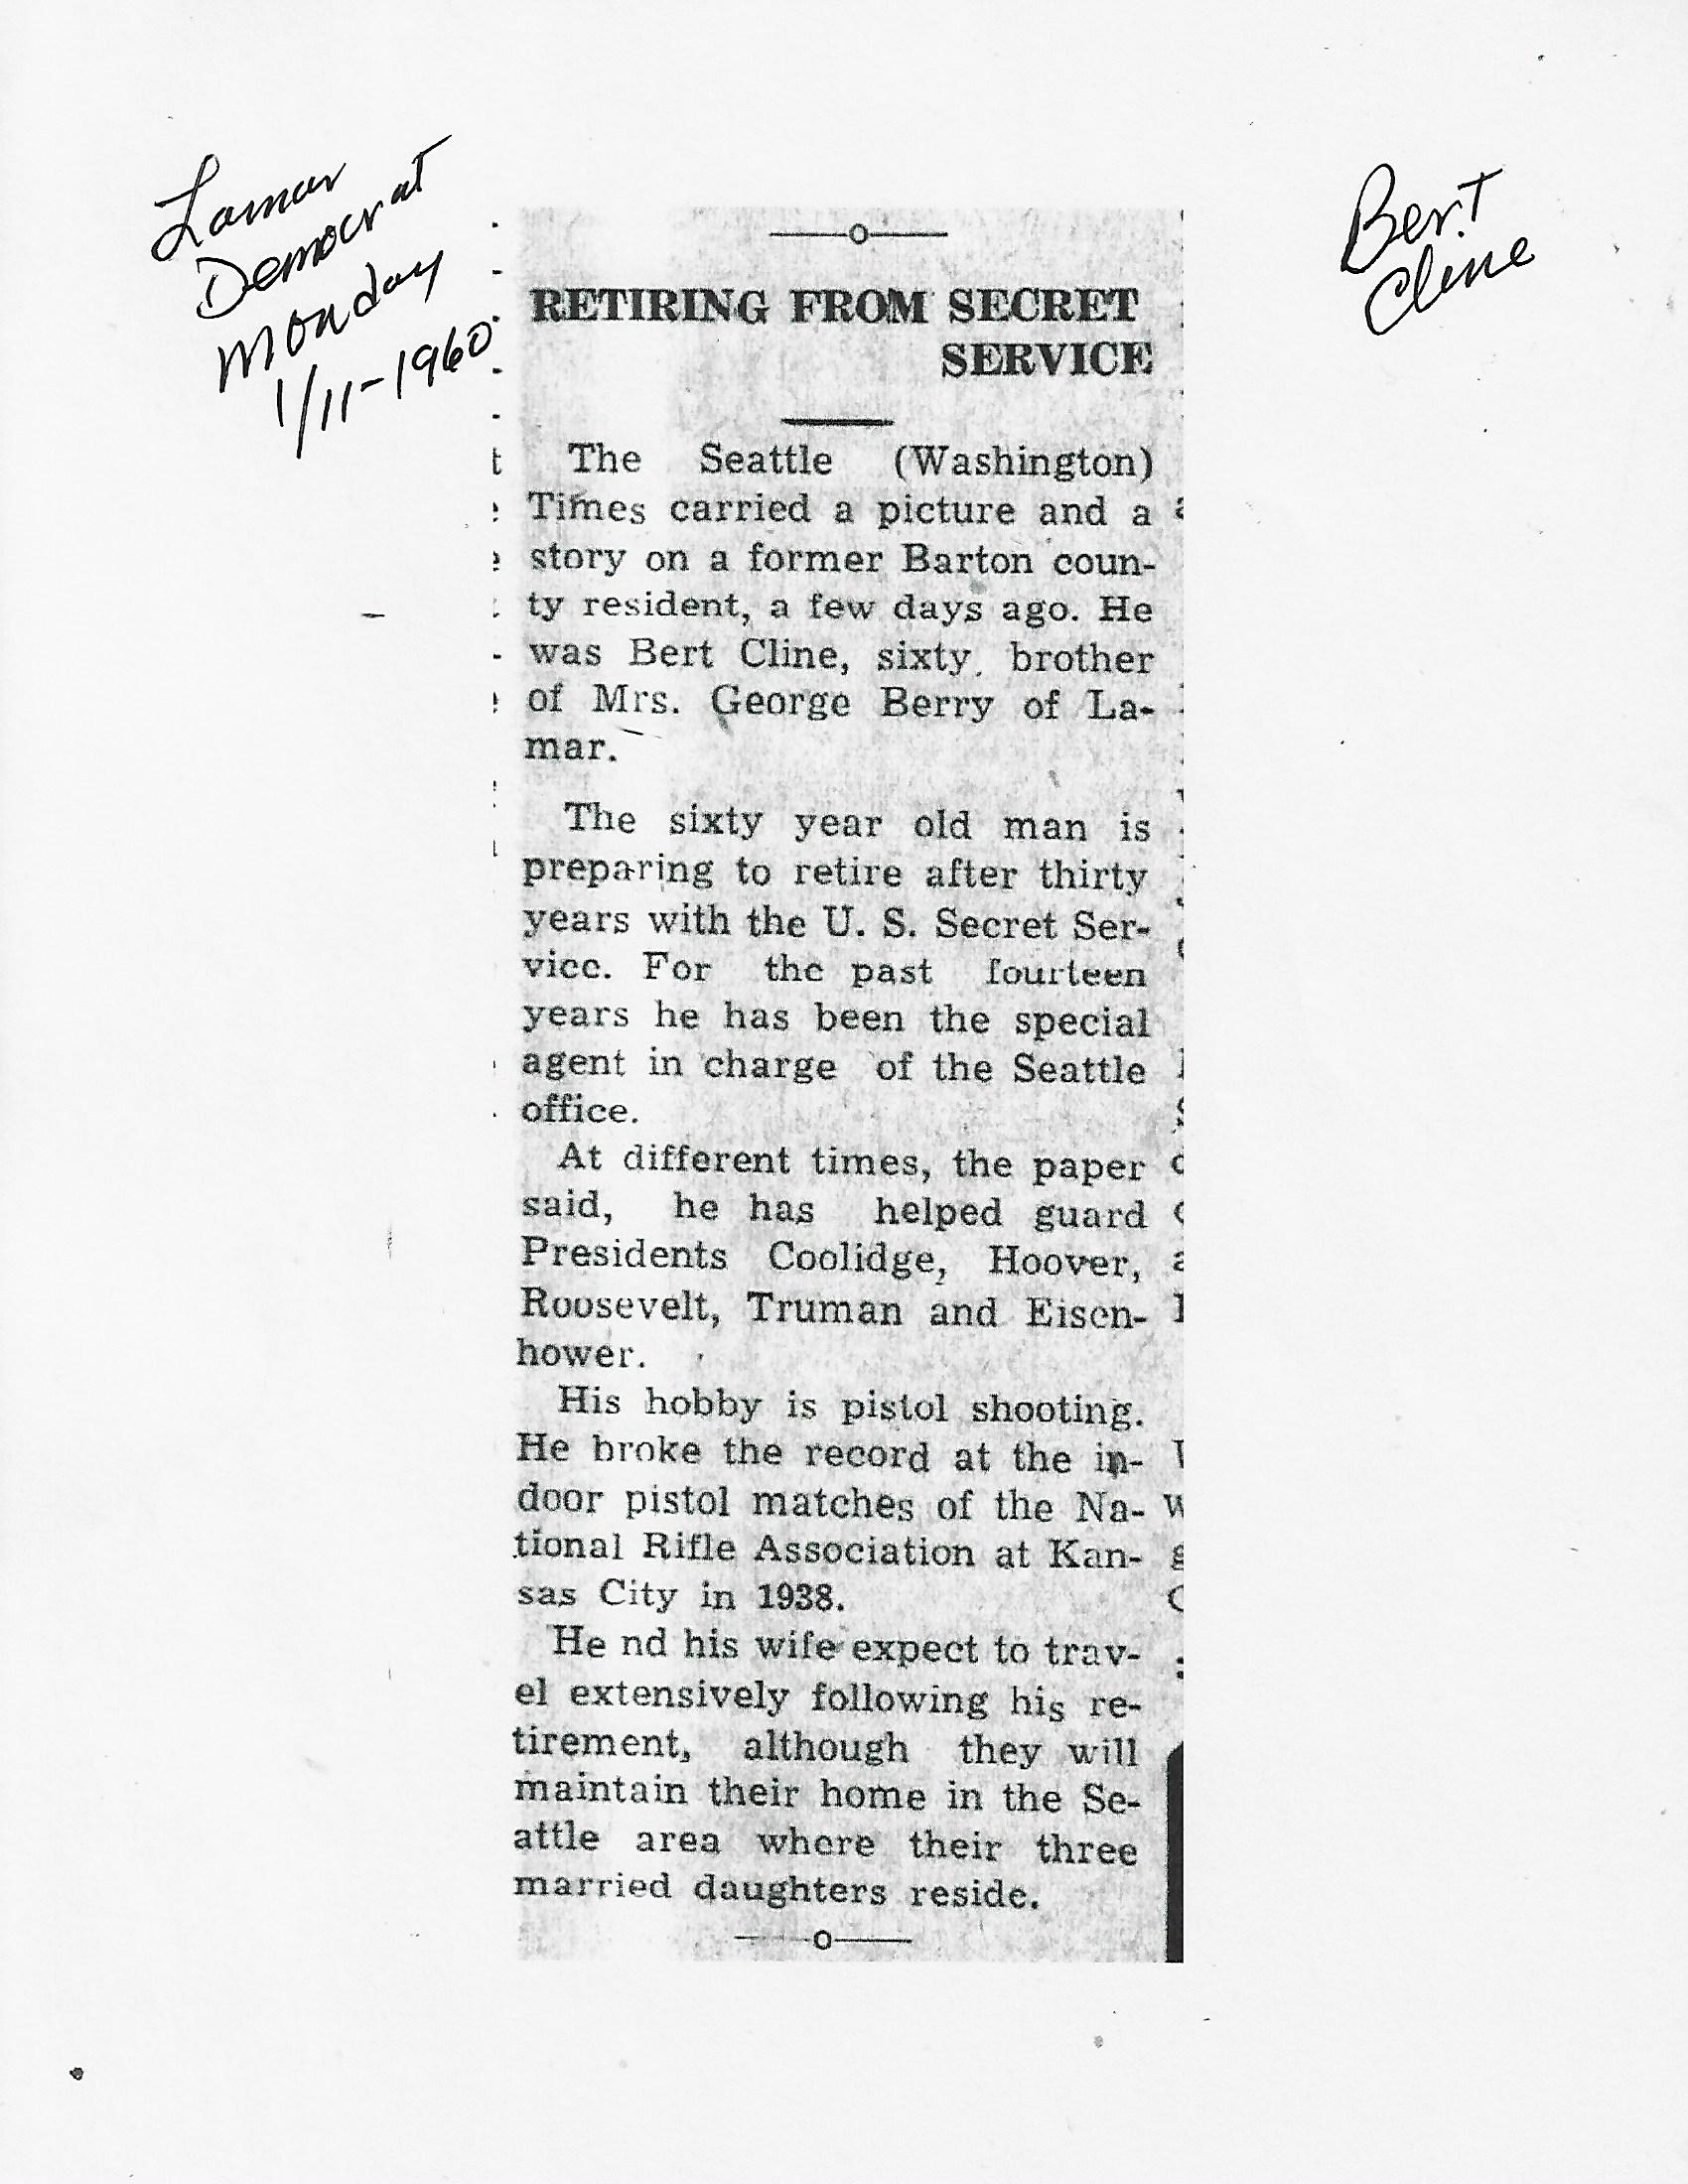 Lamar
Democrat
Monday
1/11-1960
Bert
Cline
RETIRING FROM SECRET
SERVICE
The Seattle (Washington)
Times carried a picture and a
story on a former Barton coun-
ty resident, a few days ago. He
was Bert Cline, sixty, brother
of Mrs. George Berry of La-
mar.
The sixty year old man is
preparing to retire after thirty
years with the U. S. Secret Ser-
vice. For the past fourteen
years he has been the special
agent in charge of the Seattle
office.
At different times, the paper
said, he has helped guard
Presidents Coolidge, Hoover,
Roosevelt, Truman and Eisen-
hower.
His hobby is pistol shooting.
He broke the record at the in-
door pistol matches of the Na-
tional Rifle Association at Kan-
sas City in 1938.
He nd his wife expect to trav-
el extensively following his re-
tirement, although they will
maintain their home in the Se-
attle area where their three
married daughters reside.